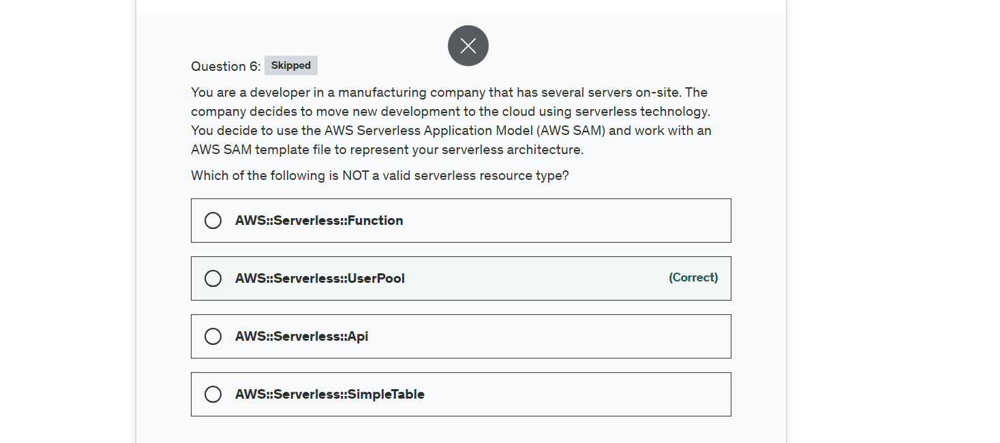 Question 6: Skipped
You are a developer in a manufacturing company that has several servers on-site. The
company decides to move new development to the cloud using serverless technology.
You decide to use the AWS Serverless Application Model (AWS SAM) and work with an
AWS SAM template file to represent your serverless architecture.
Which of the following is NOT a valid serverless resource type?
AWS::Serverless::Function
AWS::Serverless::UserPool (Correct)
AWS::Serverless::Api
AWS::Serverless::SimpleTable